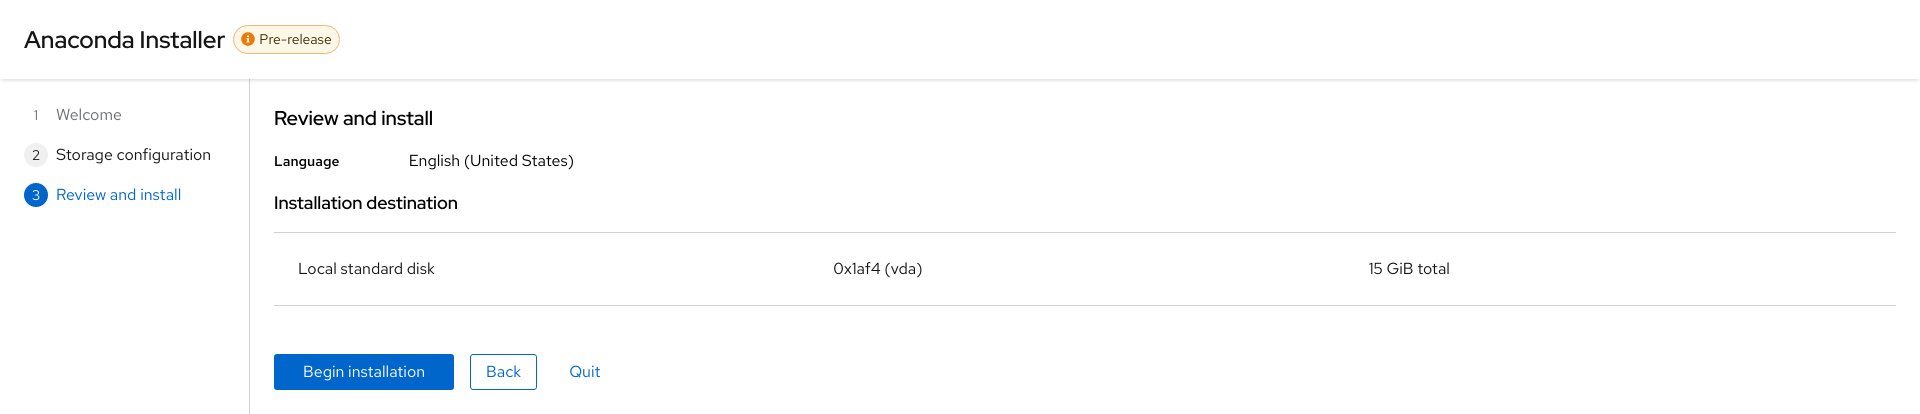 Anaconda Installer Pre-release
1 Welcome
2 Storage configuration
3 Review and install
Review and install
Language English (United States)
Installation destination
Local standard disk 0x1af4 (vda) 15 GiB total
Begin installation Back Quit